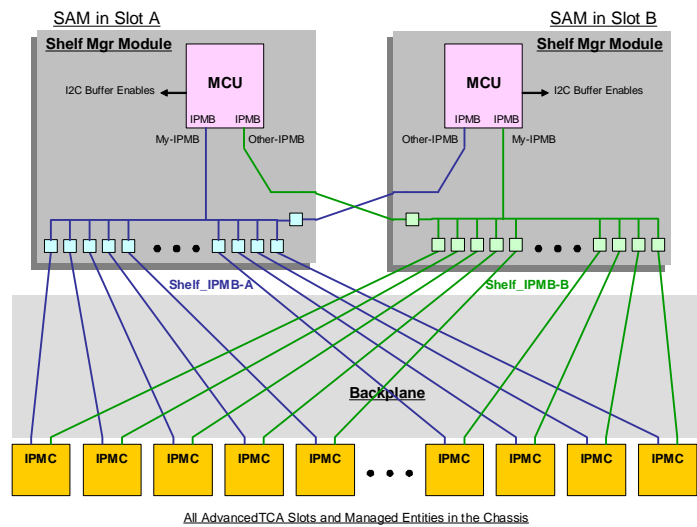 SAM in Slot A
SAM in Slot B
Shelf Mgr Module
Shelf Mgr Module
MCU
MCU
I2C Buffer Enables
I2C Buffer Enables
IPMB IPMB
IPMB IPMB
My-IPMB
Other-IPMB
Other-IPMB
My-IPMB
Shelf_IPMB-A
Shelf_IPMB-B
Backplane
IPMC IPMC IPMC IPMC IPMC IPMC IPMC IPMC IPMC
All AdvancedTCA Slots and Managed Entities in the Chassis